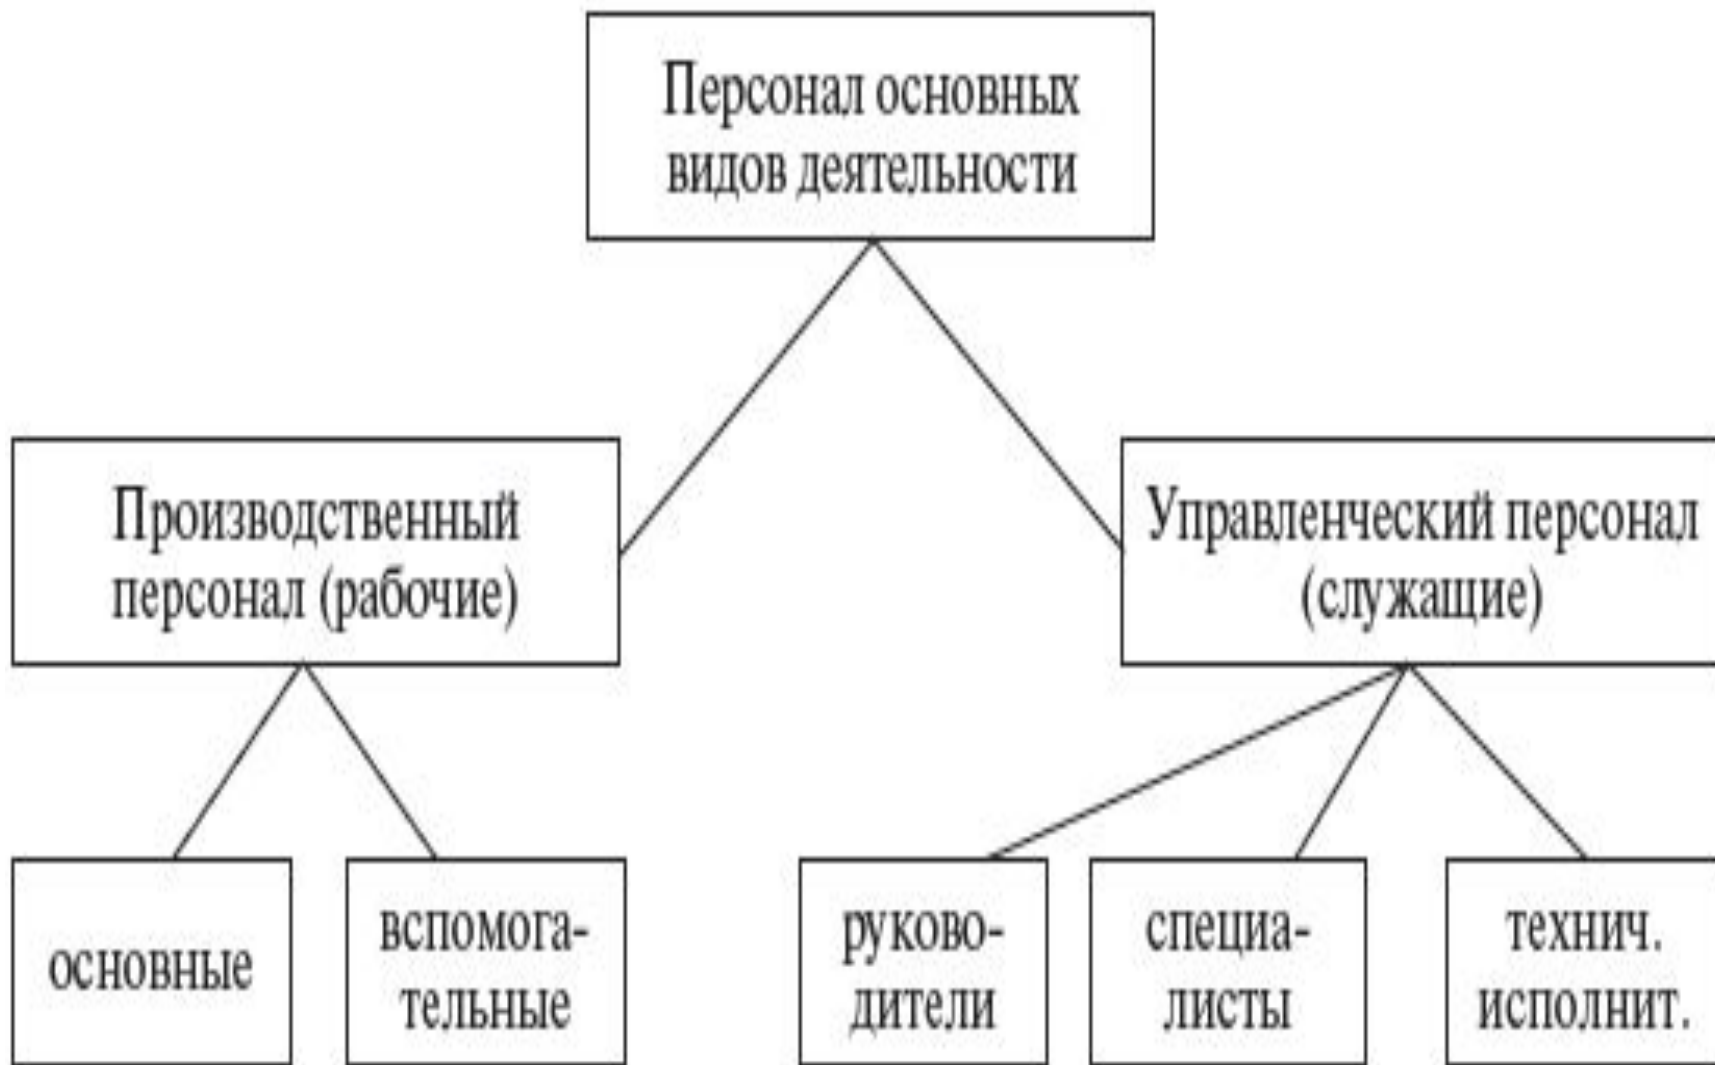 Персонал основных
видов деятельности
Производственный
персонал (рабочие)
Управленческий персонал
(служащие)
основные
вспомога-
тельные
руково-
дители
специа-
листы
технич.
исполнит.